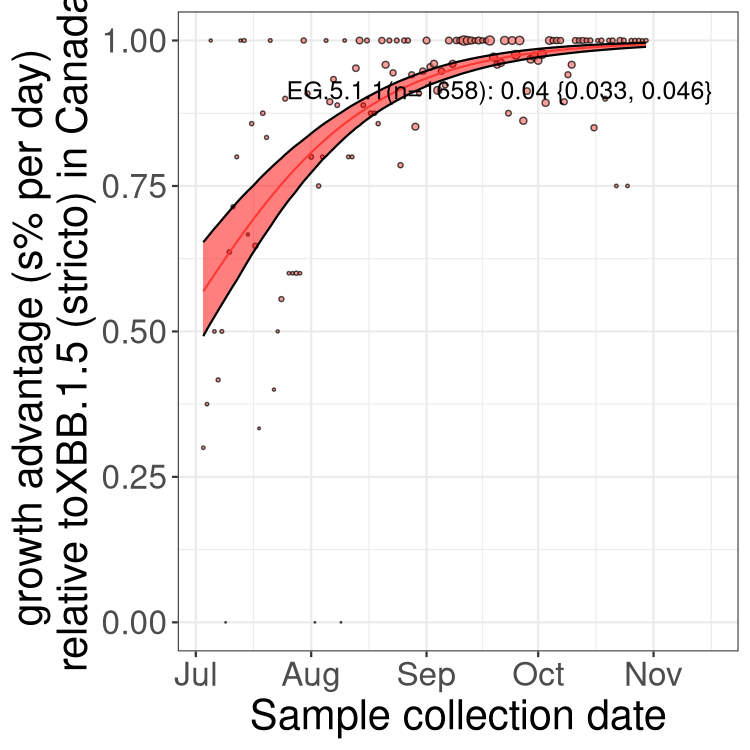 growth advantage (s% per day)
relative toXBB.1.5 (stricto) in Canada
1.00
0.75
0.50
0.25
0.00
EG.5.1.1(n=1658): 0.04 {0.033, 0.046}
Jul Aug Sep Oct Nov
Sample collection date